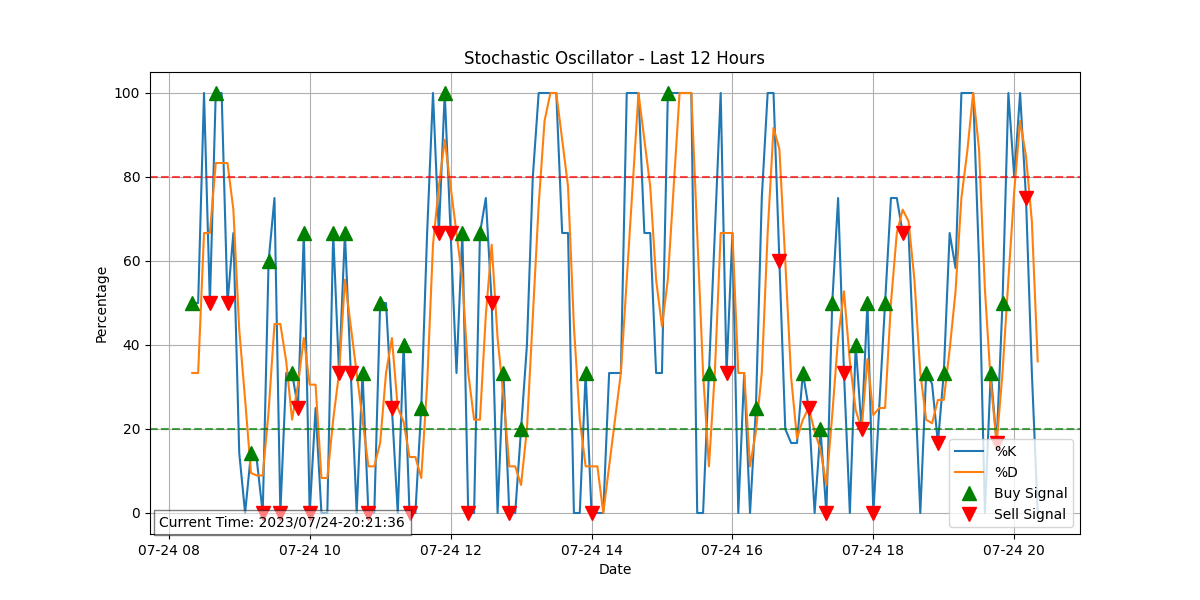 Stochastic Oscillator - Last 12 Hours
Percentage
100
80
60
40
20
0
%K
%D
Buy Signal
Sell Signal
Current Time: 2023/07/24-20:21:36
07-24 08
07-24 10
07-24 12
07-24 14
07-24 16
07-24 18
07-24 20
Date